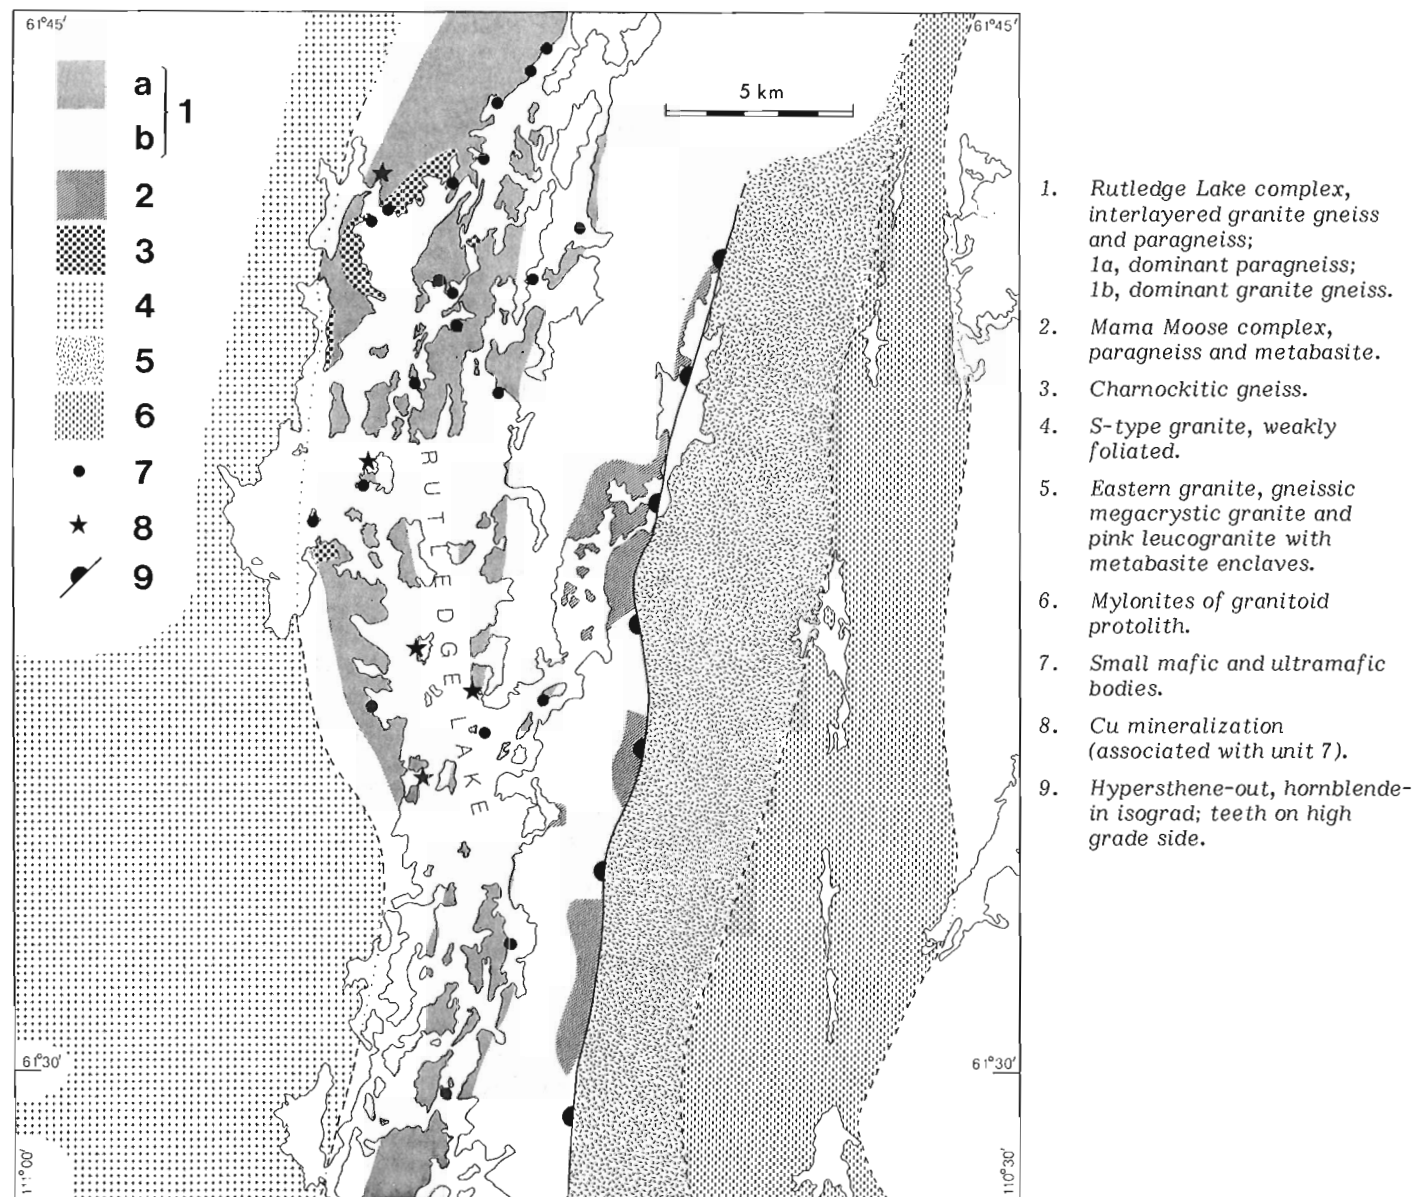 61°45′
61°45′
a
b
1
2
3
4
5
6
7
8
9
5 km
RUTLEDGE LAKE
61°30′
61°30′
111°00′
110°30′
1. Rutledge Lake complex,
interlayered granite gneiss
and paragneiss;
1a, dominant paragneiss;
1b, dominant granite gneiss.
2. Mama Moose complex,
paragneiss and metabasite.
3. Charnockitic gneiss.
4. S-type granite, weakly
foliated.
5. Eastern granite, gneissic
megacrystic granite and
pink leucogranite with
metabasite enclaves.
6. Mylonites of granitoid
protolith.
7. Small mafic and ultramafic
bodies.
8. Cu mineralization
(associated with unit 7).
9. Hypersthene-out, hornblende-
in isograd; teeth on high
grade side.